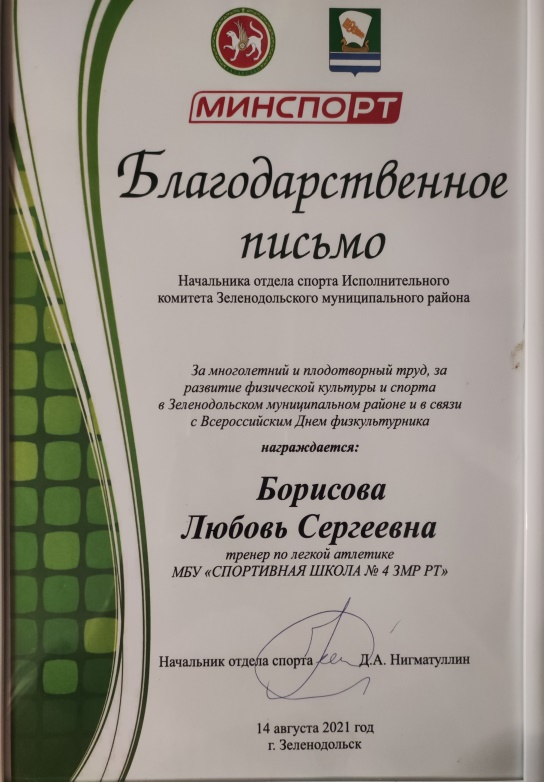 МИНСПОРТ
Благодарственное
письмо
Начальника отдела спорта Исполнительного
комитета Зеленодольского муниципального района
За многолетний и плодотворный труд, за
развитие физической культуры и спорта
в Зеленодольском муниципальном районе и в связи
с Всероссийским Днем физкультурника
награждается:
Борисова
Любовь Сергеевна
тренер по легкой атлетике
МБУ «СПОРТИВНАЯ ШКОЛА № 4 ЗМР РТ»
Начальник отдела спорта Д.А. Нигматуллин
14 августа 2021 год
г. Зеленодольск